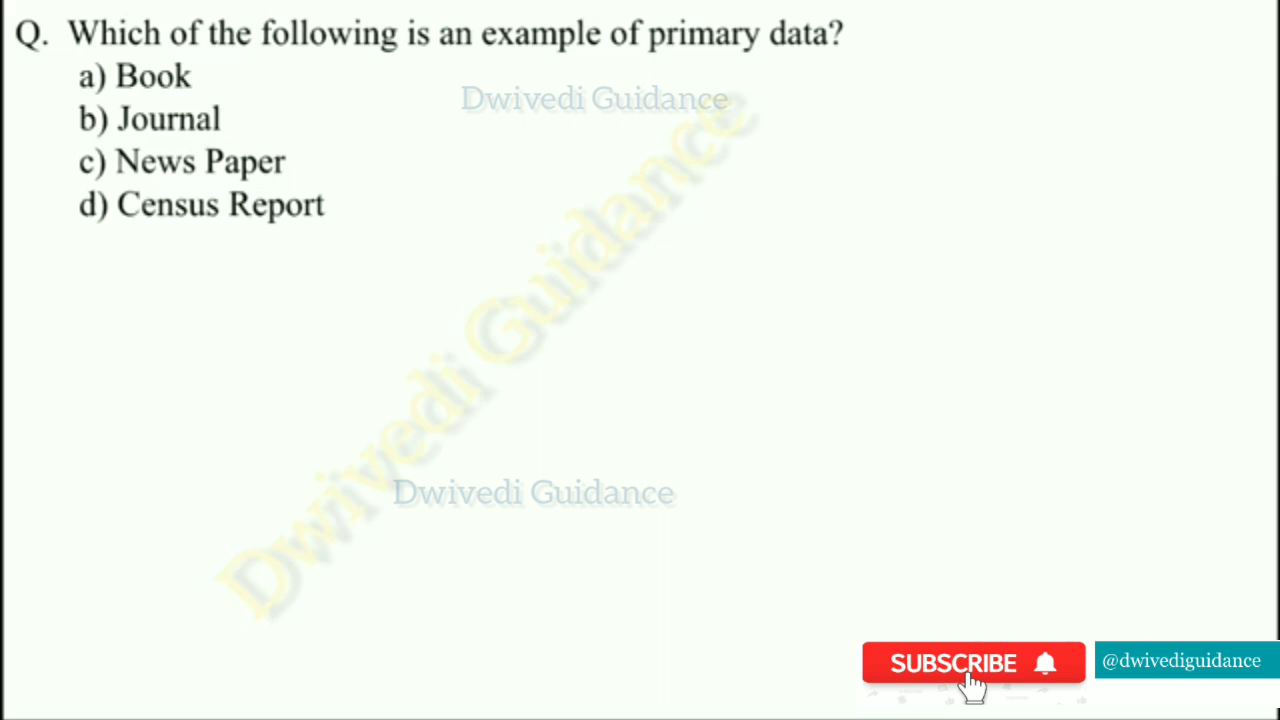 Q. Which of the following is an example of primary data?
a) Book
Dwivedi Guidance
b) Journal
c) News Paper
d) Census Report
Dwivedi Guidance
Dwivedi Guidance
SUBSCRIBE
@dwivediguidance